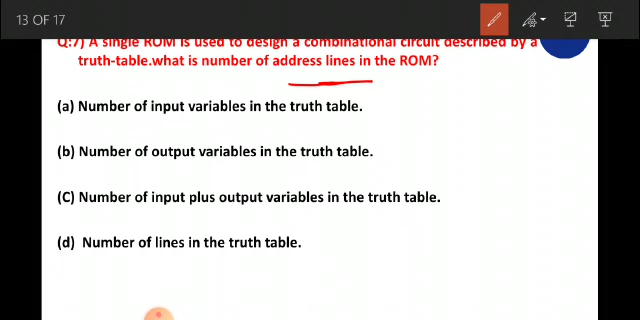 13 OF 17
Q:7) A single ROM is used to design a combinational circuit described by a
truth-table.what is number of address lines in the ROM?
(a) Number of input variables in the truth table.
(b) Number of output variables in the truth table.
(C) Number of input plus output variables in the truth table.
(d) Number of lines in the truth table.